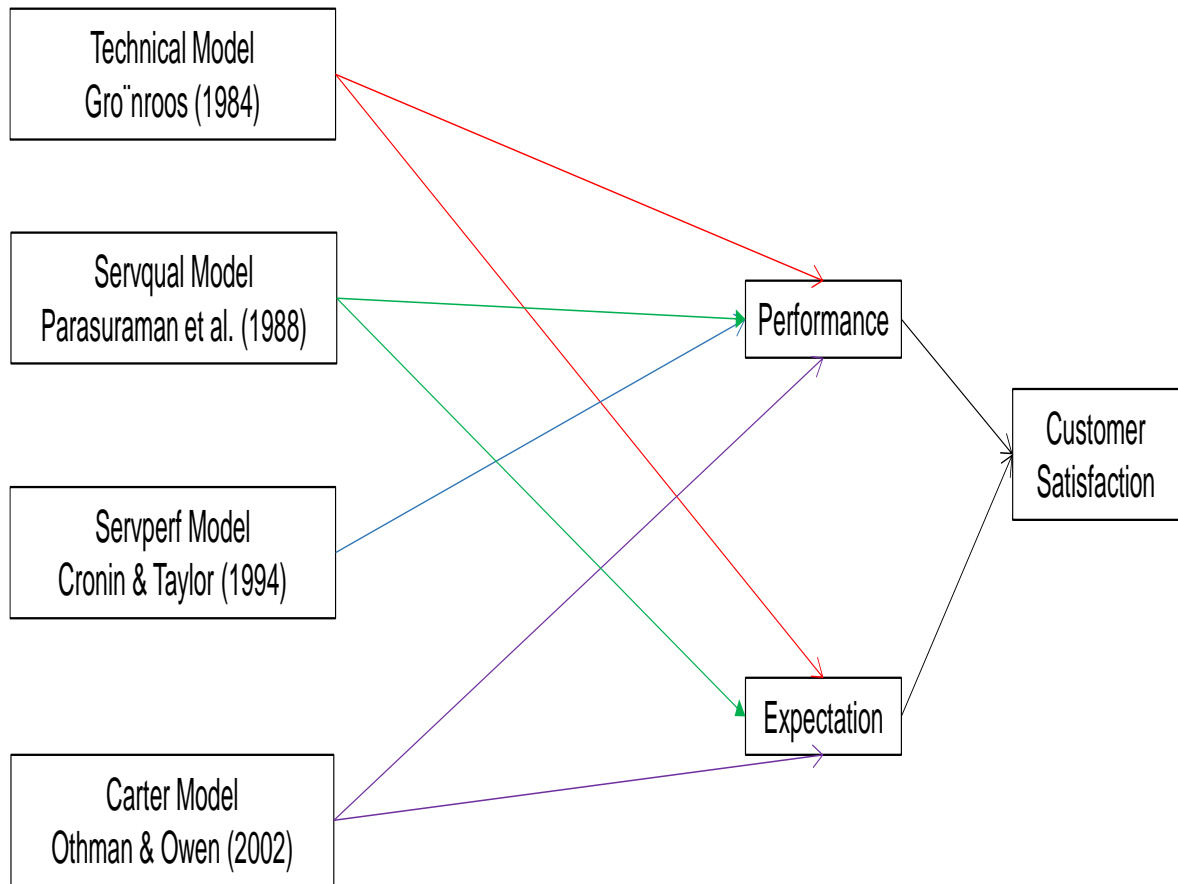 Technical Model
Gro¨nroos (1984)
Servqual Model
Parasuraman et al. (1988)
Performance
Customer
Satisfaction
Servperf Model
Cronin & Taylor (1994)
Expectation
Carter Model
Othman & Owen (2002)